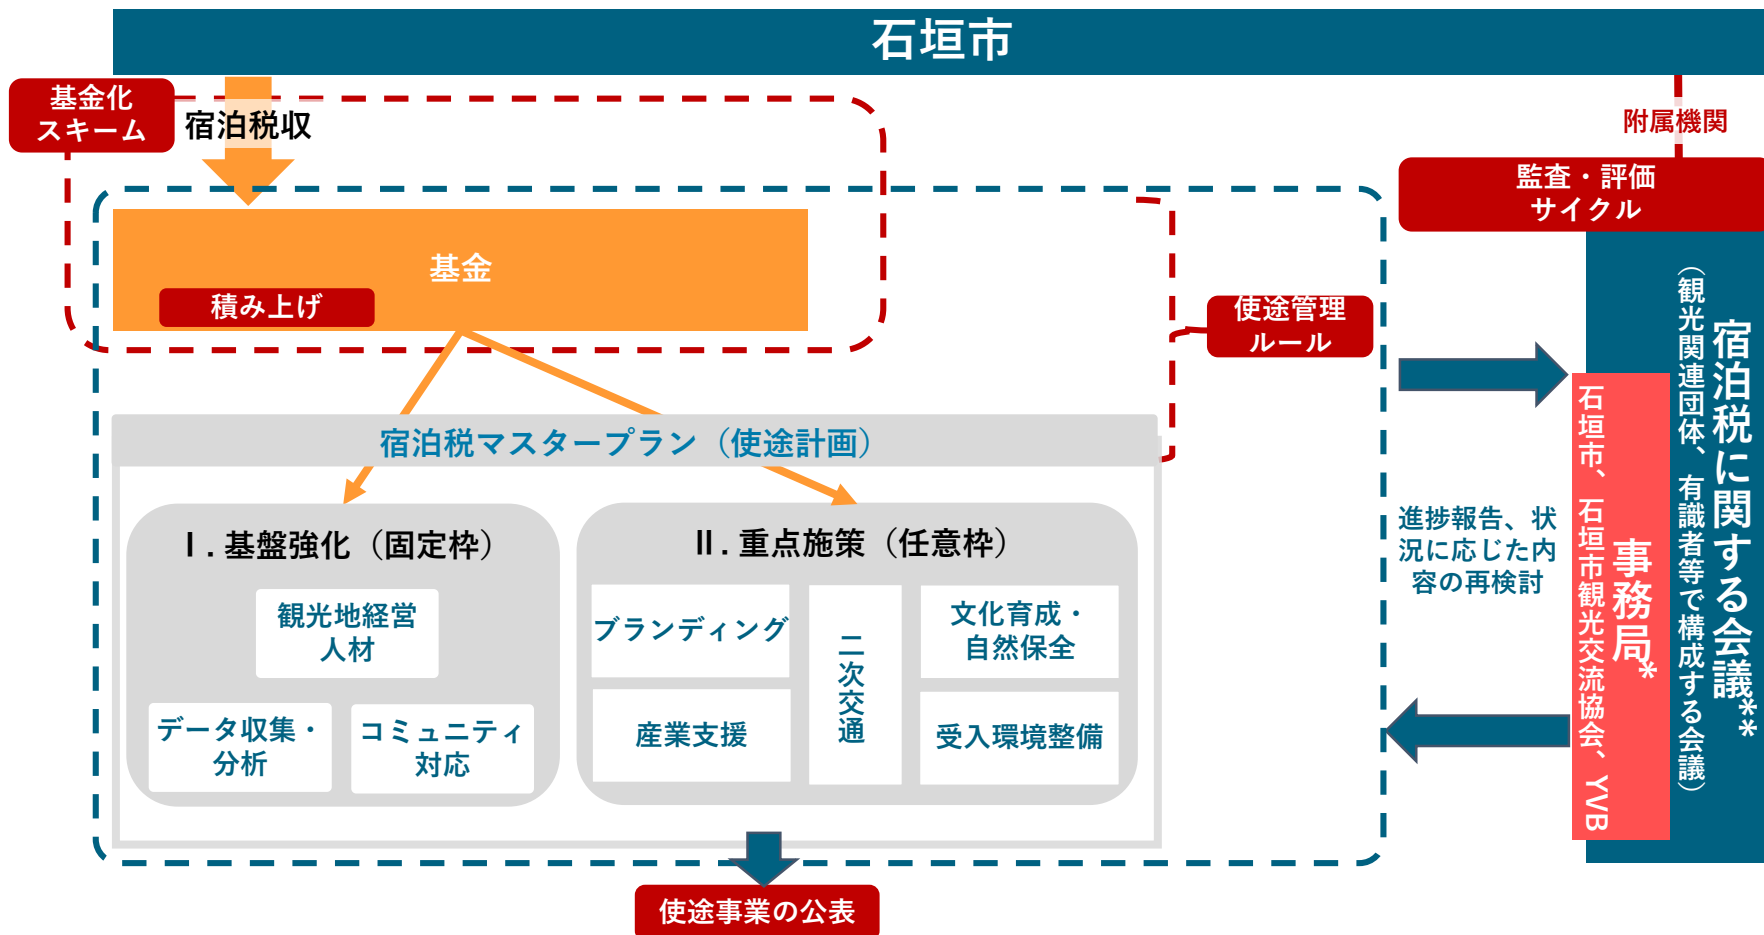 石垣市
基金化
スキーム
宿泊税収
附属機関
監査・評価
サイクル
基金
積み上げ
使途管理
ルール
宿泊税マスタープラン（使途計画）
Ⅰ．基盤強化（固定枠）
観光地経営
人材
データ収集・
分析
コミュニティ
対応
Ⅱ．重点施策（任意枠）
ブランディング
産業支援
二次交通
文化育成・
自然保全
受入環境整備
進捗報告、状
況に応じた内
容の再検討
宿泊税に関する会議**
（観光関連団体、有識者等で構成する会議）
事務局*
石垣市、石垣市観光交流協会、YVB
使途事業の公表